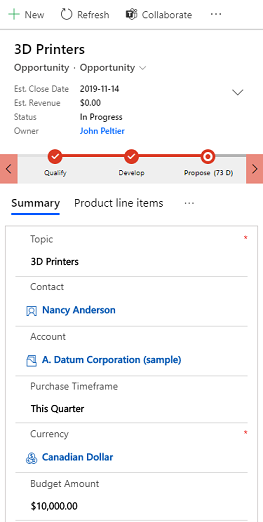 New Refresh Collaborate ...
3D Printers
Opportunity · Opportunity
Est. Close Date 2019-11-14
Est. Revenue $0.00
Status In Progress
Owner John Peltier
Qualify Develop Propose (73 D)
Summary Product line items ...
Topic *
3D Printers
Contact
Nancy Anderson
Account
A. Datum Corporation (sample)
Purchase Timeframe
This Quarter
Currency *
Canadian Dollar
Budget Amount
$10,000.00